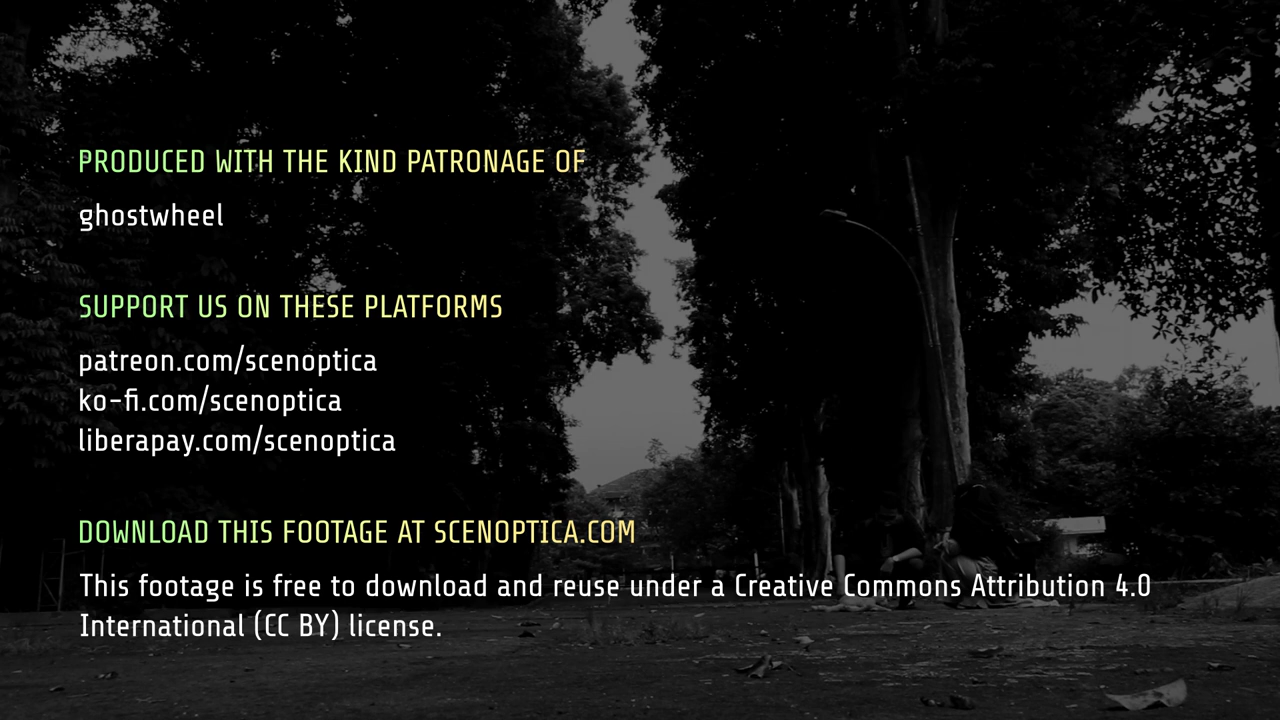 PRODUCED WITH THE KIND PATRONAGE OF
ghostwheel
SUPPORT US ON THESE PLATFORMS
patreon.com/scenoptica
ko-fi.com/scenoptica
liberapay.com/scenoptica
DOWNLOAD THIS FOOTAGE AT SCENOPTICA.COM
This footage is free to download and reuse under a Creative Commons Attribution 4.0
International (CC BY) license.